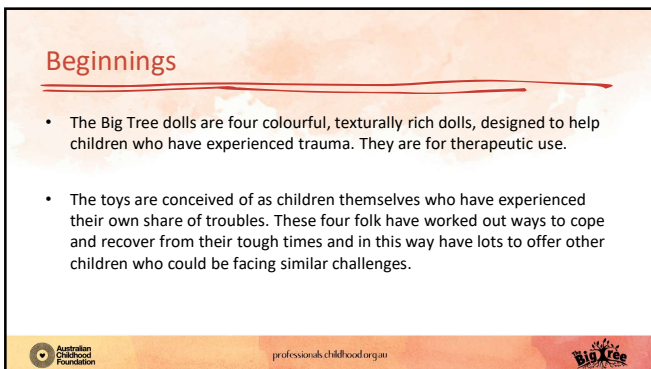 Beginnings
• The Big Tree dolls are four colourful, texturally rich dolls, designed to help
children who have experienced trauma. They are for therapeutic use.
• The toys are conceived of as children themselves who have experienced
their own share of troubles. These four folk have worked out ways to cope
and recover from their tough times and in this way have lots to offer other
children who could be facing similar challenges.
Australian
Childhood
Foundation
professionals.childhood.org.au
The Big Tree